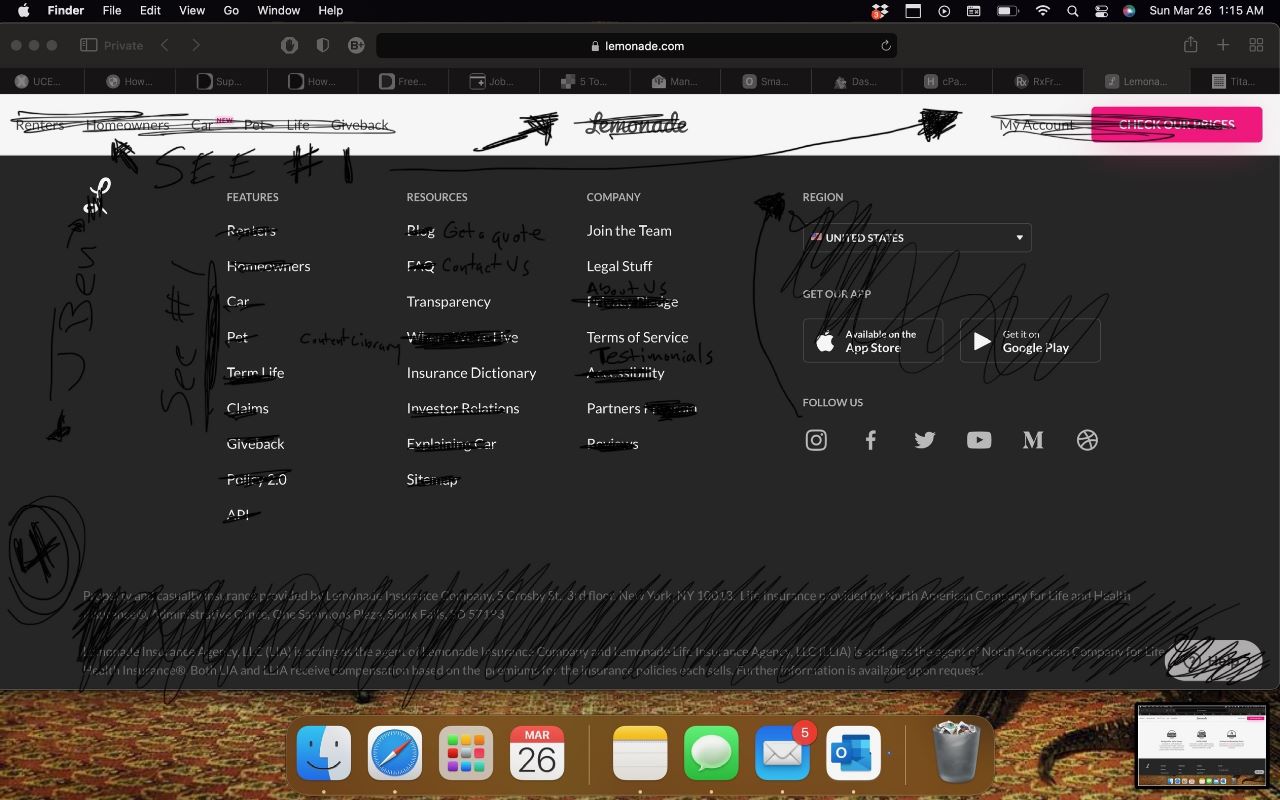 Finder File Edit View Go Window Help Sun Mar 26 1:15 AM
3
Private lemonade.com
UCE... How... Sup... How... Free... Job... 5 To... Man... Sma... Das... cPa... RxFr... Lemona... Tita...
Renters Homeowners Car NEW Pet Life Giveback Lemonade My Account CHECK OUR PRICES
SEE #1
FEATURES RESOURCES COMPANY REGION
Renters Blog Get a quote Join the Team
UNITED STATES
Homeowners FAQ Contact Us Legal Stuff
About Us
GET OUR APP
Car Transparency Privacy Pledge
Pet Content Library Where We're Live Terms of Service
Available on the App Store
Get it on Google Play
Testimonials
Term Life Insurance Dictionary Accessibility
Claims Investor Relations Partners Program
FOLLOW US
Giveback Explaining Car Reviews
Policy 2.0 Sitemap
API
See #1
4
Property and casualty insurance provided by Lemonade Insurance Company, 5 Crosby St. 3rd floor, New York, NY 10013. Life insurance provided by North American Company for Life and Health
Insurance®, Administrative Office, One Sammons Plaza, Sioux Falls, SD 57193
Lemonade Insurance Agency, LLC (LIA) is acting as the agent of Lemonade Insurance Company and Lemonade Life Insurance Agency, LLC (LLIA) is acting as the agent of North American Company for Life
Health Insurance®. Both LIA and LLIA receive compensation based on the premiums for the insurance policies each sells. Further information is available upon request.
Help
MAR
26
5